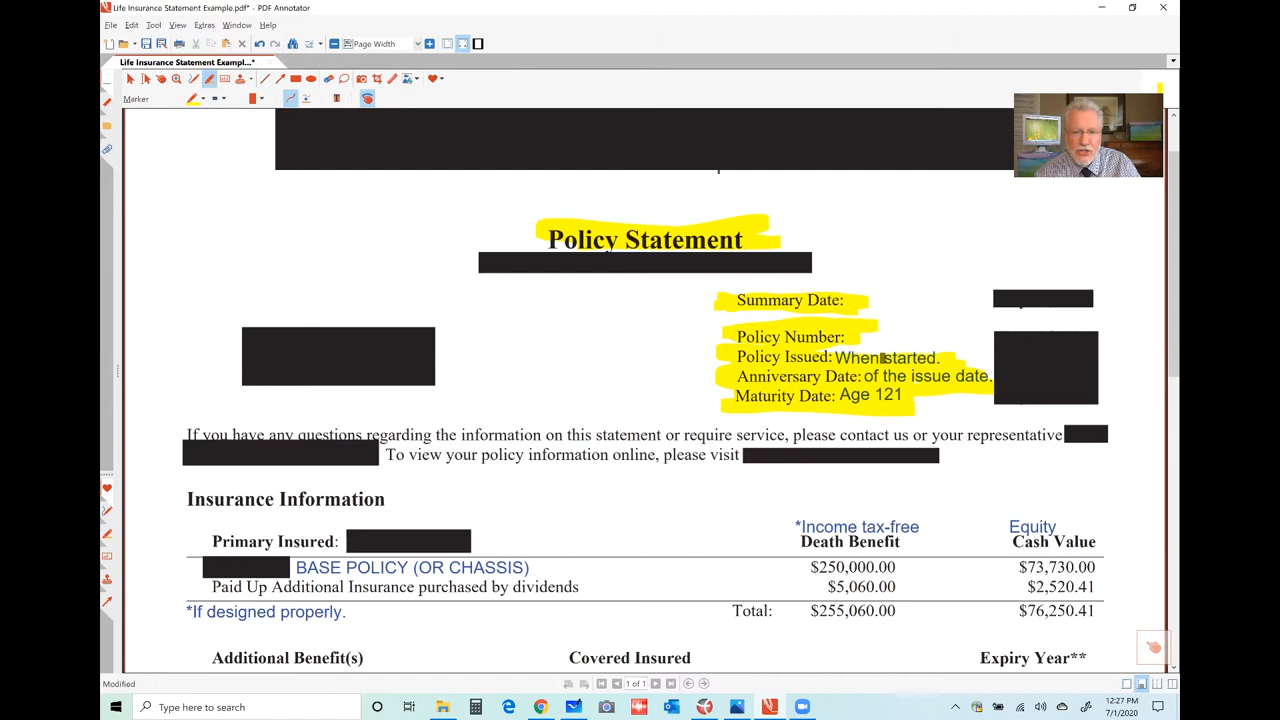 Life Insurance Statement Example.pdf* - PDF Annotator
File Edit Tool View Extras Window Help
Page Width
Life Insurance Statement Exampl...*
Marker
Policy Statement
Summary Date:
Policy Number:
Policy Issued: When started.
Anniversary Date: of the issue date.
Maturity Date: Age 121
If you have any questions regarding the information on this statement or require service, please contact us or your representative
To view your policy information online, please visit
Insurance Information
*Income tax-free Equity
Primary Insured: Death Benefit Cash Value
BASE POLICY (OR CHASSIS) $250,000.00 $73,730.00
Paid Up Additional Insurance purchased by dividends $5,060.00 $2,520.41
*If designed properly. Total: $255,060.00 $76,250.41
Additional Benefit(s) Covered Insured Expiry Year**
Modified 1 of 1
Type here to search
12:27 PM
7/1/2020